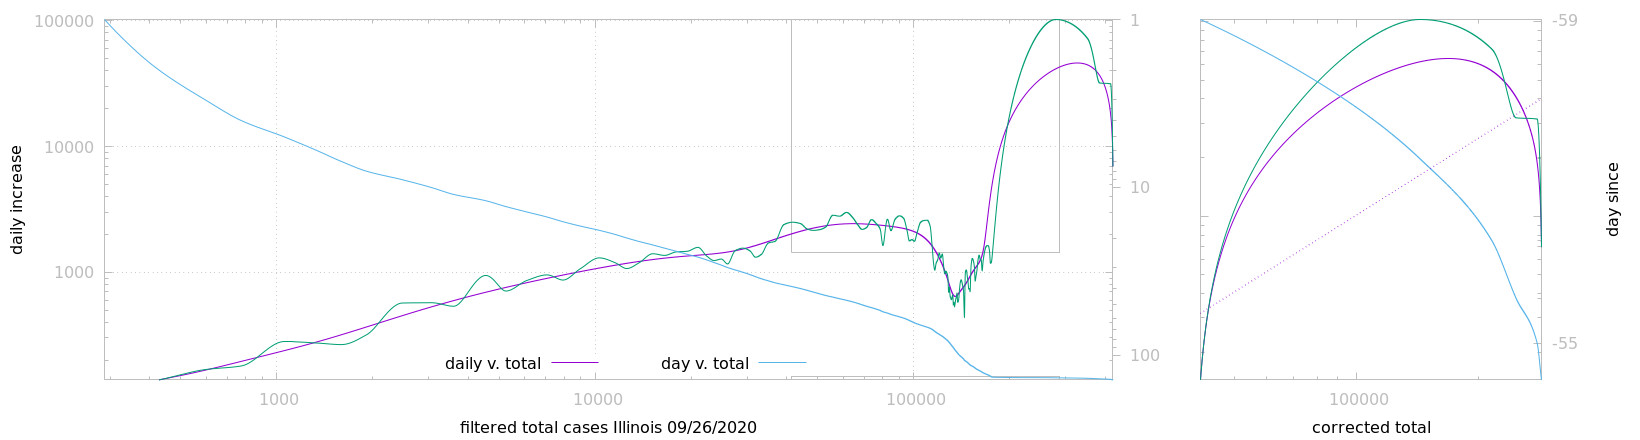 100000
10000
1000
daily increase
1
10
100
daily v. total
day v. total
1000
10000
100000
filtered total cases Illinois 09/26/2020
-59
-55
day since
100000
corrected total